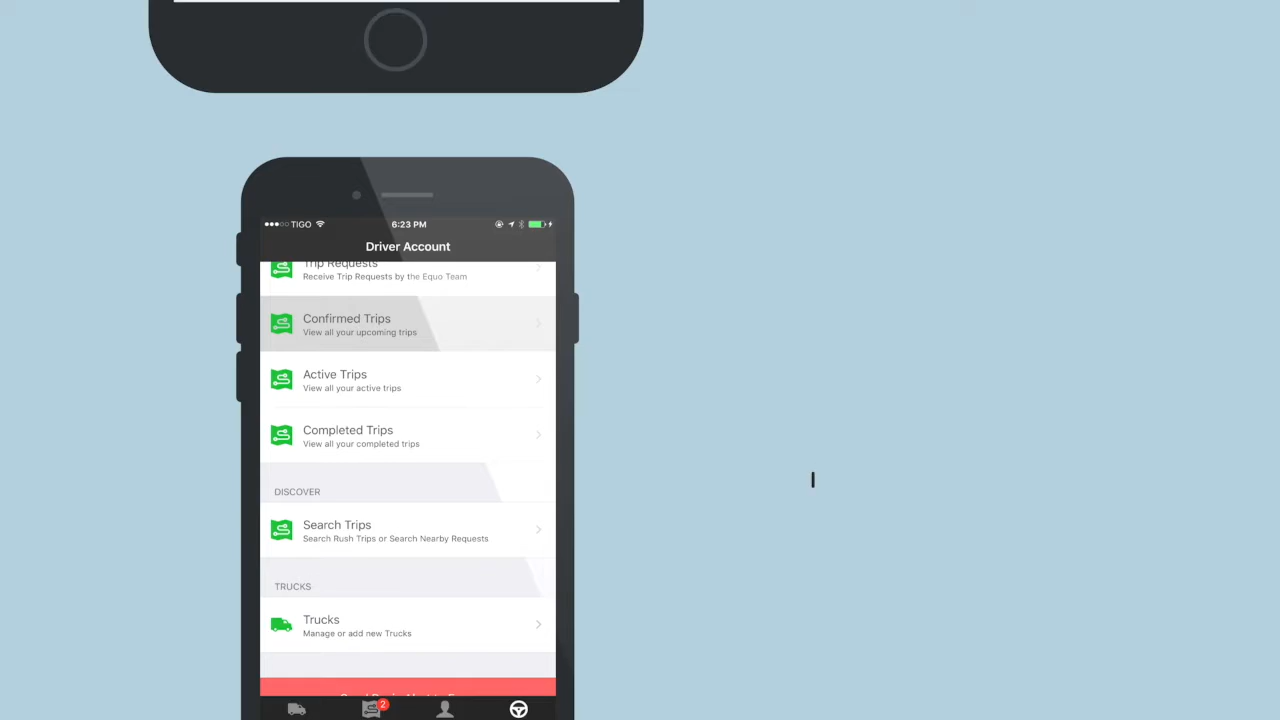 TIGO 6:23 PM
Driver Account
Trip Requests
Receive Trip Requests by the Equo Team
Confirmed Trips
View all your upcoming trips
Active Trips
View all your active trips
Completed Trips
View all your completed trips
DISCOVER
Search Trips
Search Rush Trips or Search Nearby Requests
TRUCKS
Trucks
Manage or add new Trucks
2